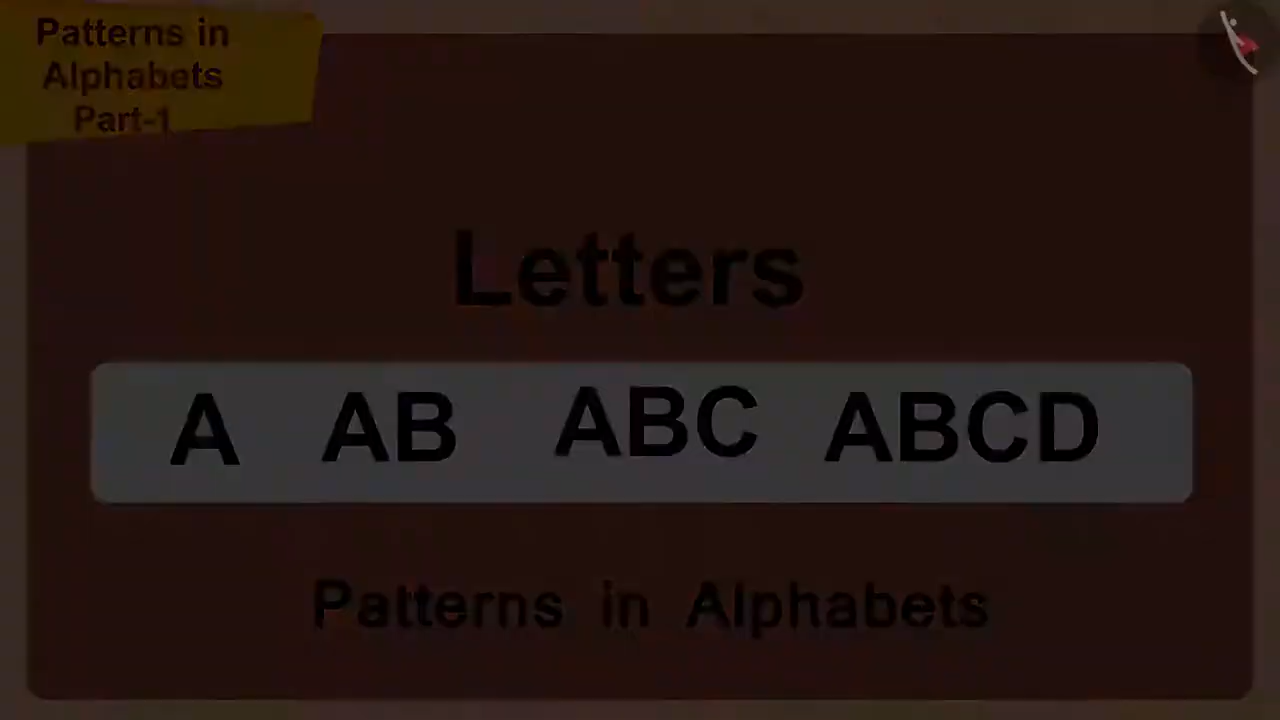 Patterns in
Alphabets
Part-1
Letters
A AB ABC ABCD
Patterns in Alphabets